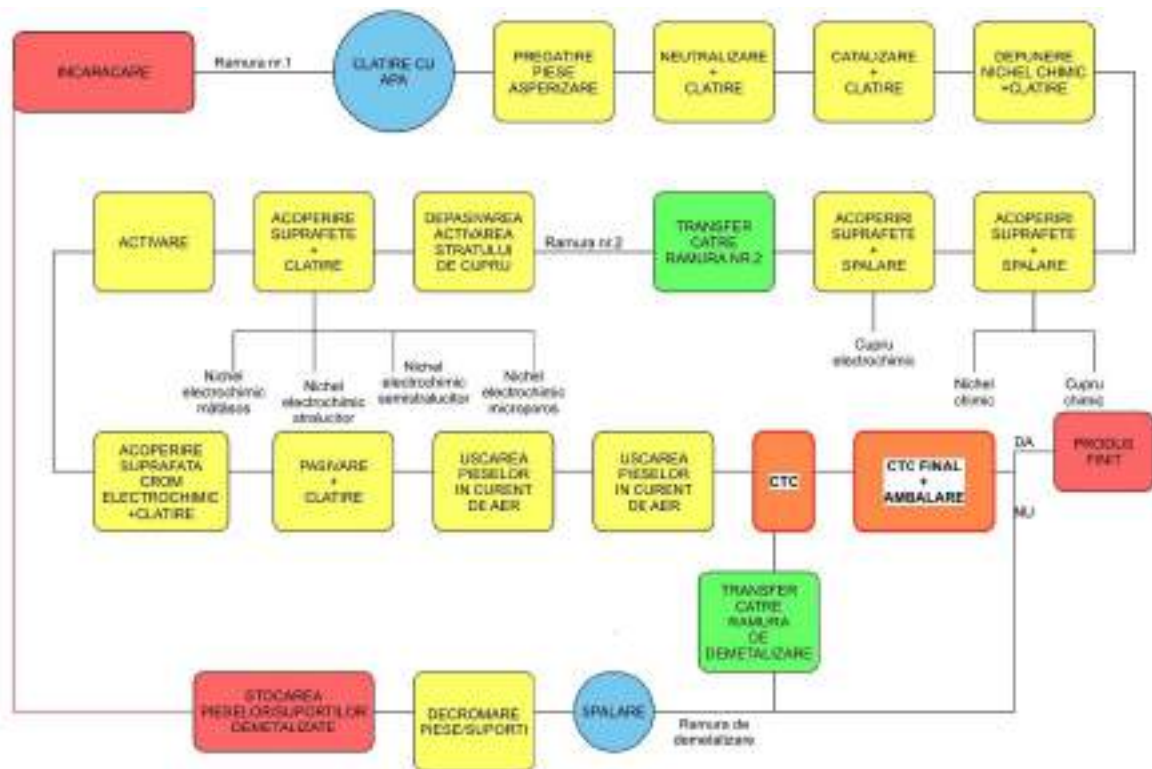 INCARACARE
Ramura nr.1
CLATIRE CU
APA
PREGATIRE
PIESE
ASPERIZARE
NEUTRALIZARE
+
CLATIRE
CATALIZARE
+
CLATIRE
DEPUNERE
NICHEL CHIMIC
+CLATIRE
ACTIVARE
ACOPERIRE
SUPRAFETE
+
CLATIRE
DEPASIVAREA
ACTIVAREA
STRATULUI
DE CUPRU
Ramura nr.2
TRANSFER
CATRE
RAMURA NR.2
ACOPERIRI
SUPRAFETE
+
SPALARE
ACOPERIRI
SUPRAFETE
+
SPALARE
Nichel
electrochimic
mătăsos
Nichel
electrochimic
stralucitor
Nichel
electrochimic
semistralucitor
Nichel
electrochimic
microporos
Cupru
electrochimic
Nichel
chimic
Cupru
chimic
ACOPERIRE
SUPRAFATA
CROM
ELECTROCHIMIC
+CLATIRE
PASIVARE
+
CLATIRE
USCAREA
PIESELOR
IN CURENT
DE AER
USCAREA
PIESELOR
IN CURENT
DE AER
CTC
CTC FINAL
+
AMBALARE
DA
NU
PRODUS
FINIT
TRANSFER
CATRE
RAMURA
DE
DEMETALIZARE
STOCAREA
PIESELOR/SUPORTILOR
DEMETALIZATE
DECROMARE
PIESE/SUPORTI
SPALARE
Ramura de
demetalizare